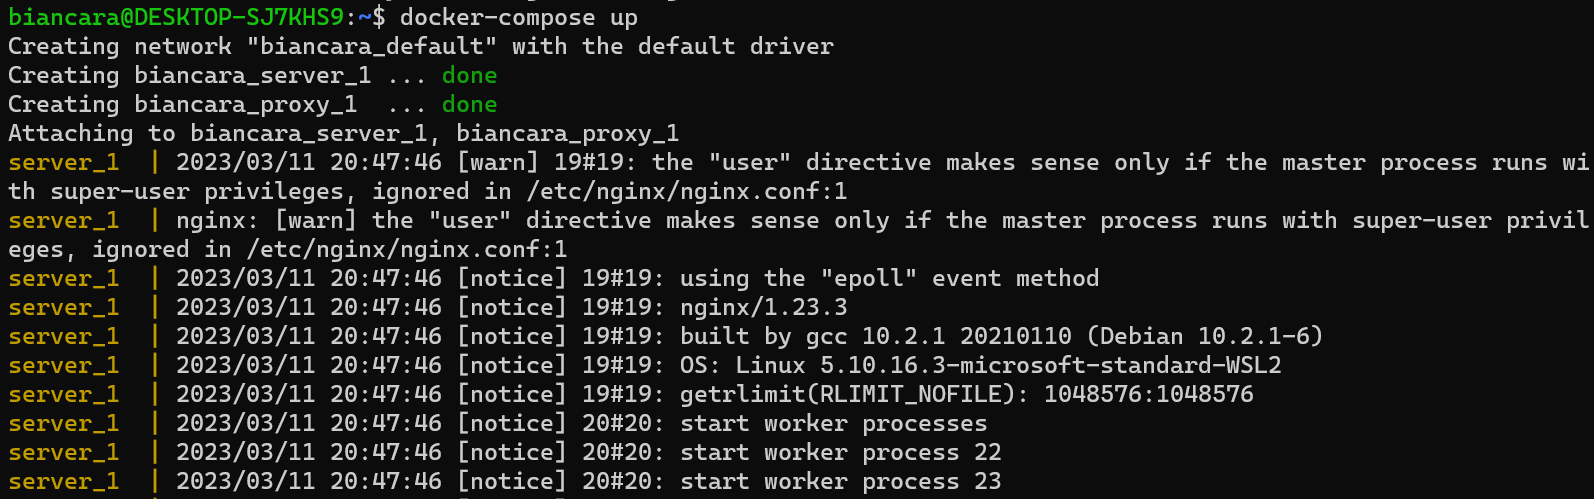 biancara@DESKTOP-SJ7KHS9:~$ docker-compose up
Creating network "biancara_default" with the default driver
Creating biancara_server_1 ... done
Creating biancara_proxy_1  ... done
Attaching to biancara_server_1, biancara_proxy_1
server_1  | 2023/03/11 20:47:46 [warn] 19#19: the "user" directive makes sense only if the master process runs wi
th super-user privileges, ignored in /etc/nginx/nginx.conf:1
server_1  | nginx: [warn] the "user" directive makes sense only if the master process runs with super-user privil
eges, ignored in /etc/nginx/nginx.conf:1
server_1  | 2023/03/11 20:47:46 [notice] 19#19: using the "epoll" event method
server_1  | 2023/03/11 20:47:46 [notice] 19#19: nginx/1.23.3
server_1  | 2023/03/11 20:47:46 [notice] 19#19: built by gcc 10.2.1 20210110 (Debian 10.2.1-6)
server_1  | 2023/03/11 20:47:46 [notice] 19#19: OS: Linux 5.10.16.3-microsoft-standard-WSL2
server_1  | 2023/03/11 20:47:46 [notice] 19#19: getrlimit(RLIMIT_NOFILE): 1048576:1048576
server_1  | 2023/03/11 20:47:46 [notice] 20#20: start worker processes
server_1  | 2023/03/11 20:47:46 [notice] 20#20: start worker process 22
server_1  | 2023/03/11 20:47:46 [notice] 20#20: start worker process 23